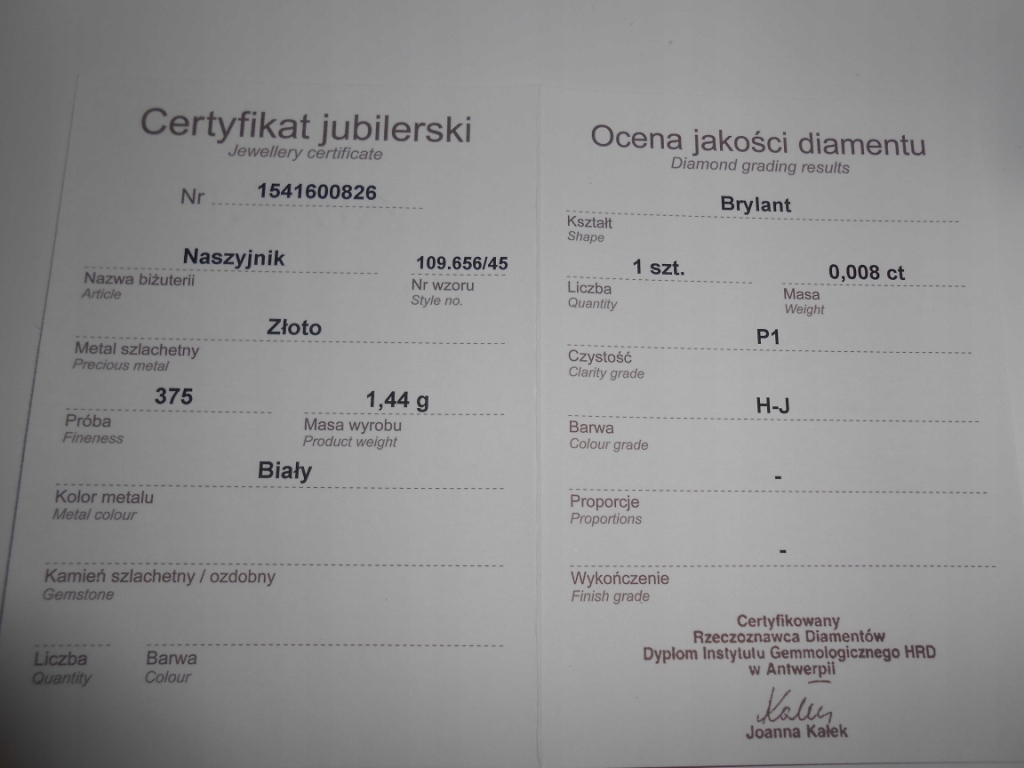 Certyfikat jubilerski
Jewellery certificate
Nr 1541600826
Naszyjnik 109.656/45
Nazwa biżuterii Nr wzoru
Article Style no.
Złoto
Metal szlachetny
Precious metal
375 1,44 g
Próba Masa wyrobu
Fineness Product weight
Biały
Kolor metalu
Metal colour
Kamień szlachetny / ozdobny
Gemstone
Liczba Barwa
Quantity Colour
Ocena jakości diamentu
Diamond grading results
Brylant
Kształt
Shape
1 szt. 0,008 ct
Liczba Masa
Quantity Weight
P1
Czystość
Clarity grade
H-J
Barwa
Colour grade
-
Proporcje
Proportions
-
Wykończenie
Finish grade
Certyfikowany
Rzeczoznawca Diamentów
Dyplom Instytutu Gemmologicznego HRD
w Antwerpii
Joanna Kałek